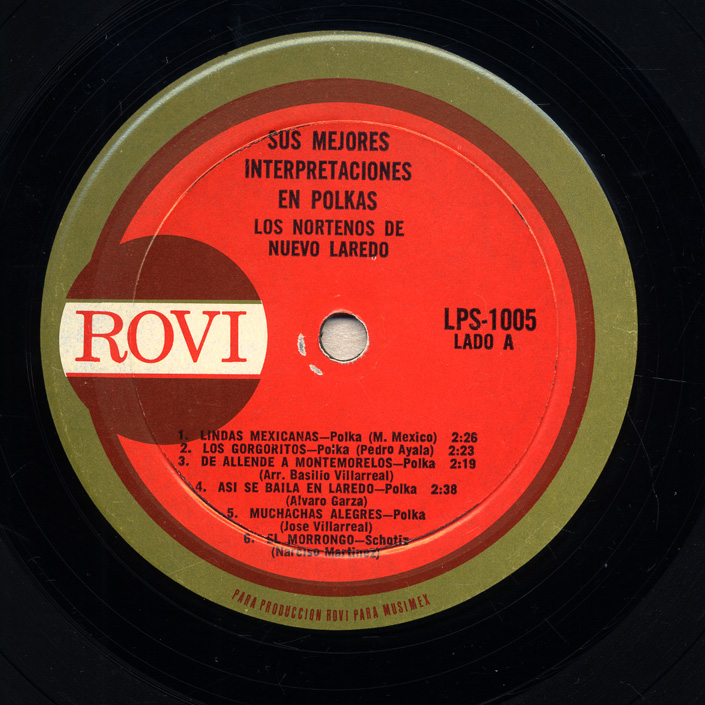 SUS MEJORES
INTERPRETACIONES
EN POLKAS
LOS NORTENOS DE
NUEVO LAREDO
ROVI
LPS-1005
LADO A
1. LINDAS MEXICANAS—Polka (M. Mexico) 2:26
2. LOS GORGORITOS—Polka (Pedro Ayala) 2:23
3. DE ALLENDE A MONTEMORELOS—Polka 2:19
(Arr. Basilio Villarreal)
4. ASI SE BAILA EN LAREDO—Polka 2:38
(Alvaro Garza)
5. MUCHACHAS ALEGRES—Polka
(Jose Villarreal)
6. EL MORRONGO—Schotis
(Narciso Martinez)
PARA PRODUCCION ROVI PARA MUSIMEX